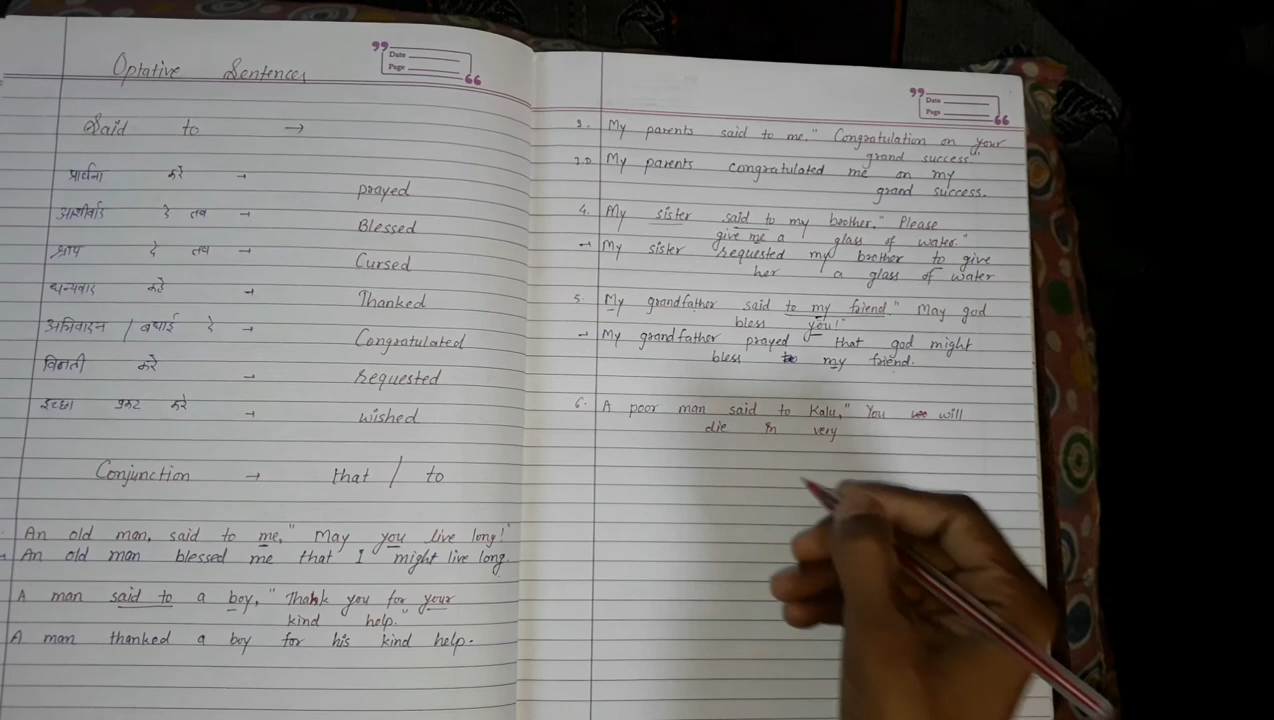 Optative Sentences
Date
Page
Said to →
प्रार्थना करे → prayed
आशीर्वाद दे तब → Blessed
श्राप दे तब → Cursed
धन्यवाद करे → Thanked
अभिवादन / बधाई दे → Congratulated
विनती करे → requested
इच्छा प्रकट करे → wished
Conjunction → that / to
An old man, said to me, " May you live long!"
An old man blessed me that I might live long.
A man said to a boy, " Thank you for your
kind help."
A man thanked a boy for his kind help.
Date
Page
3. My parents said to me, " Congratulation on your
grand success"
My parents congratulated me on my
grand success.
4. My sister said to my brother, " Please
give me a glass of water."
→ My sister requested my brother to give
her a glass of water
5. My grandfather said to my friend " May god
bless you!"
→ My grandfather prayed that god might
bless my friend.
6. A poor man said to Kalu, " You will
die in very